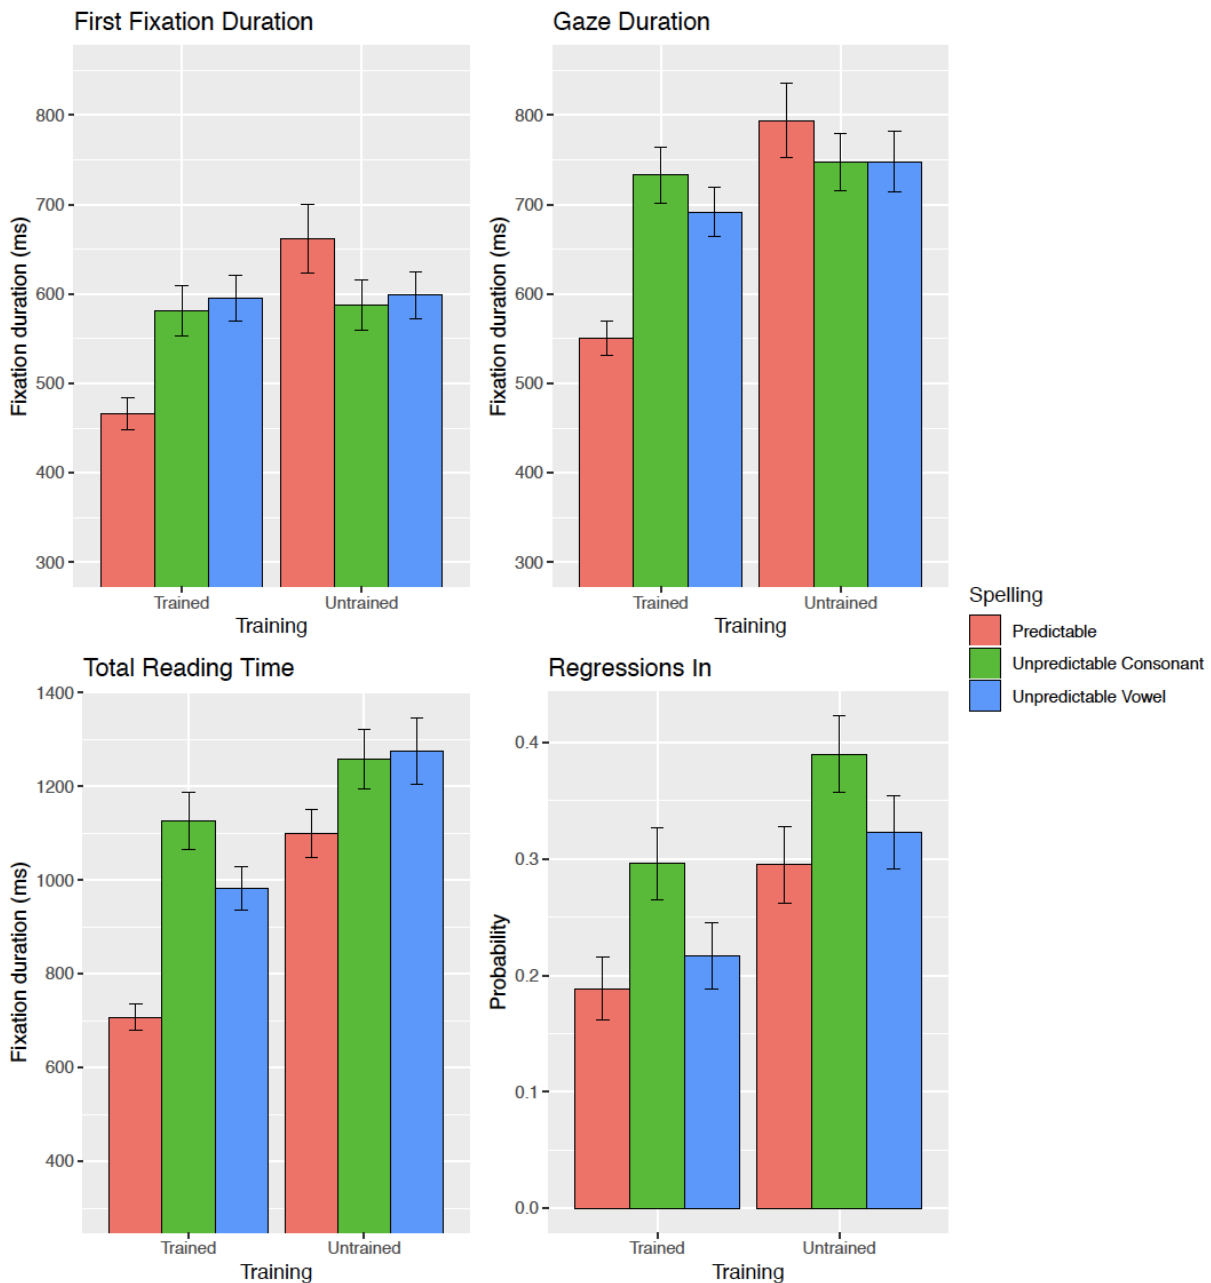 First Fixation Duration
Fixation duration (ms)
800
700
600
500
400
300
Trained
Untrained
Training
Gaze Duration
Fixation duration (ms)
800
700
600
500
400
300
Trained
Untrained
Training
Spelling
Predictable
Unpredictable Consonant
Unpredictable Vowel
Total Reading Time
Fixation duration (ms)
1400
1200
1000
800
600
400
Trained
Untrained
Training
Regressions In
Probability
0.4
0.3
0.2
0.1
0.0
Trained
Untrained
Training